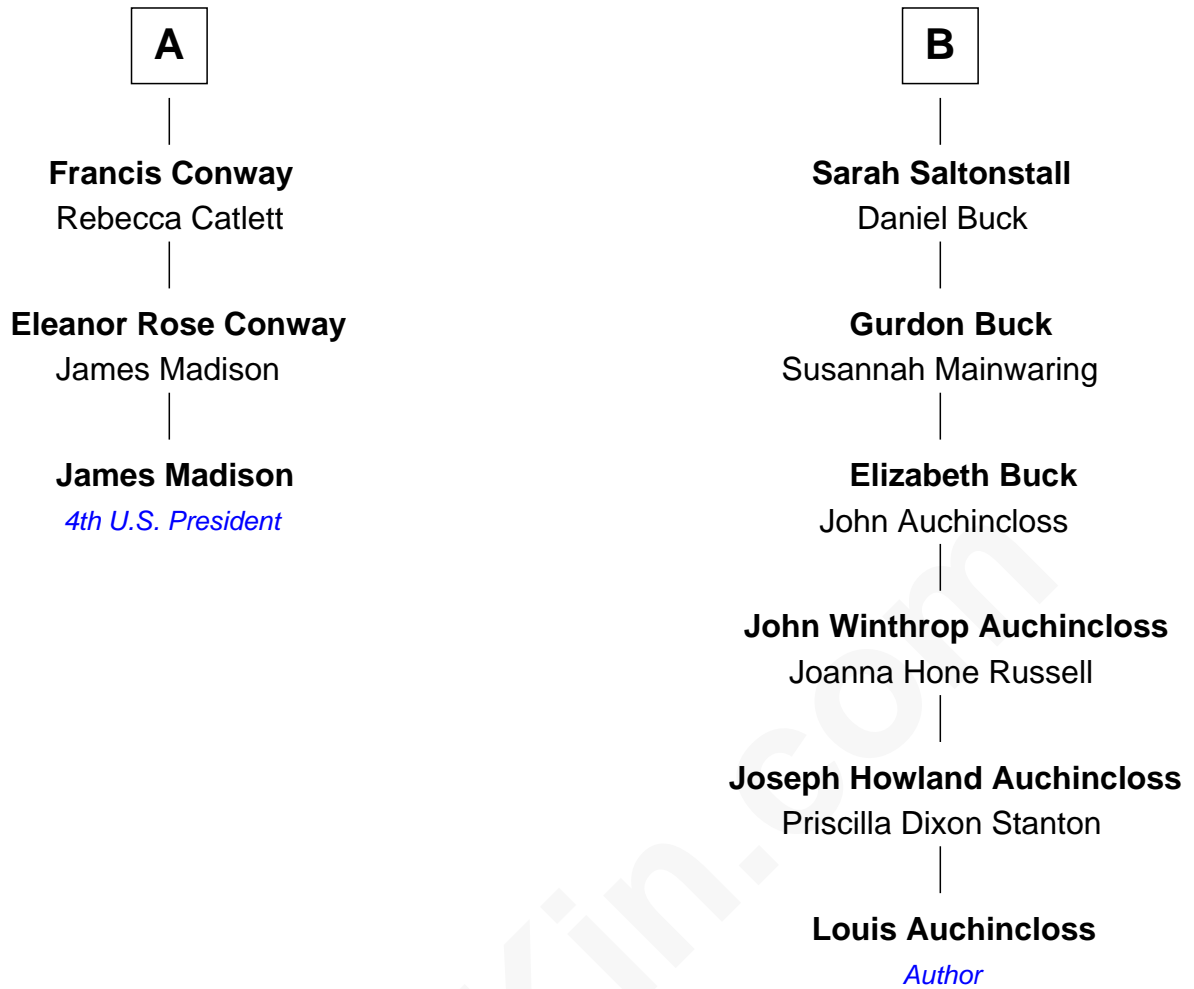 A
Francis Conway
Rebecca Catlett
Eleanor Rose Conway
James Madison
James Madison
4th U.S. President
B
Sarah Saltonstall
Daniel Buck
Gurdon Buck
Susannah Mainwaring
Elizabeth Buck
John Auchincloss
John Winthrop Auchincloss
Joanna Hone Russell
Joseph Howland Auchincloss
Priscilla Dixon Stanton
Louis Auchincloss
Author